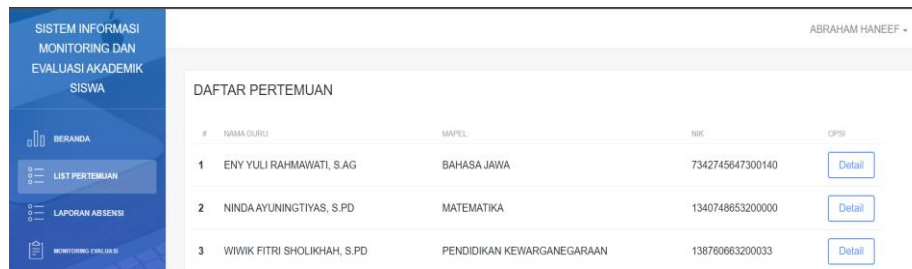 SISTEM INFORMASI
MONITORING DAN
EVALUASI AKADEMIK
SISWA
ABRAHAM HANEEF
BERANDA
LIST PERTEMUAN
LAPORAN ABSENSI
MONITORING EVALUASI
DAFTAR PERTEMUAN
# NAMA GURU MAPEL NIK OPSI
1 ENY YULI RAHMAWATI, S.AG BAHASA JAWA 7342745647300140 Detail
2 NINDA AYUNINGTIYAS, S.PD MATEMATIKA 1340748653200000 Detail
3 WIWIK FITRI SHOLIKHAH, S.PD PENDIDIKAN KEWARGANEGARAAN 138760663200033 Detail